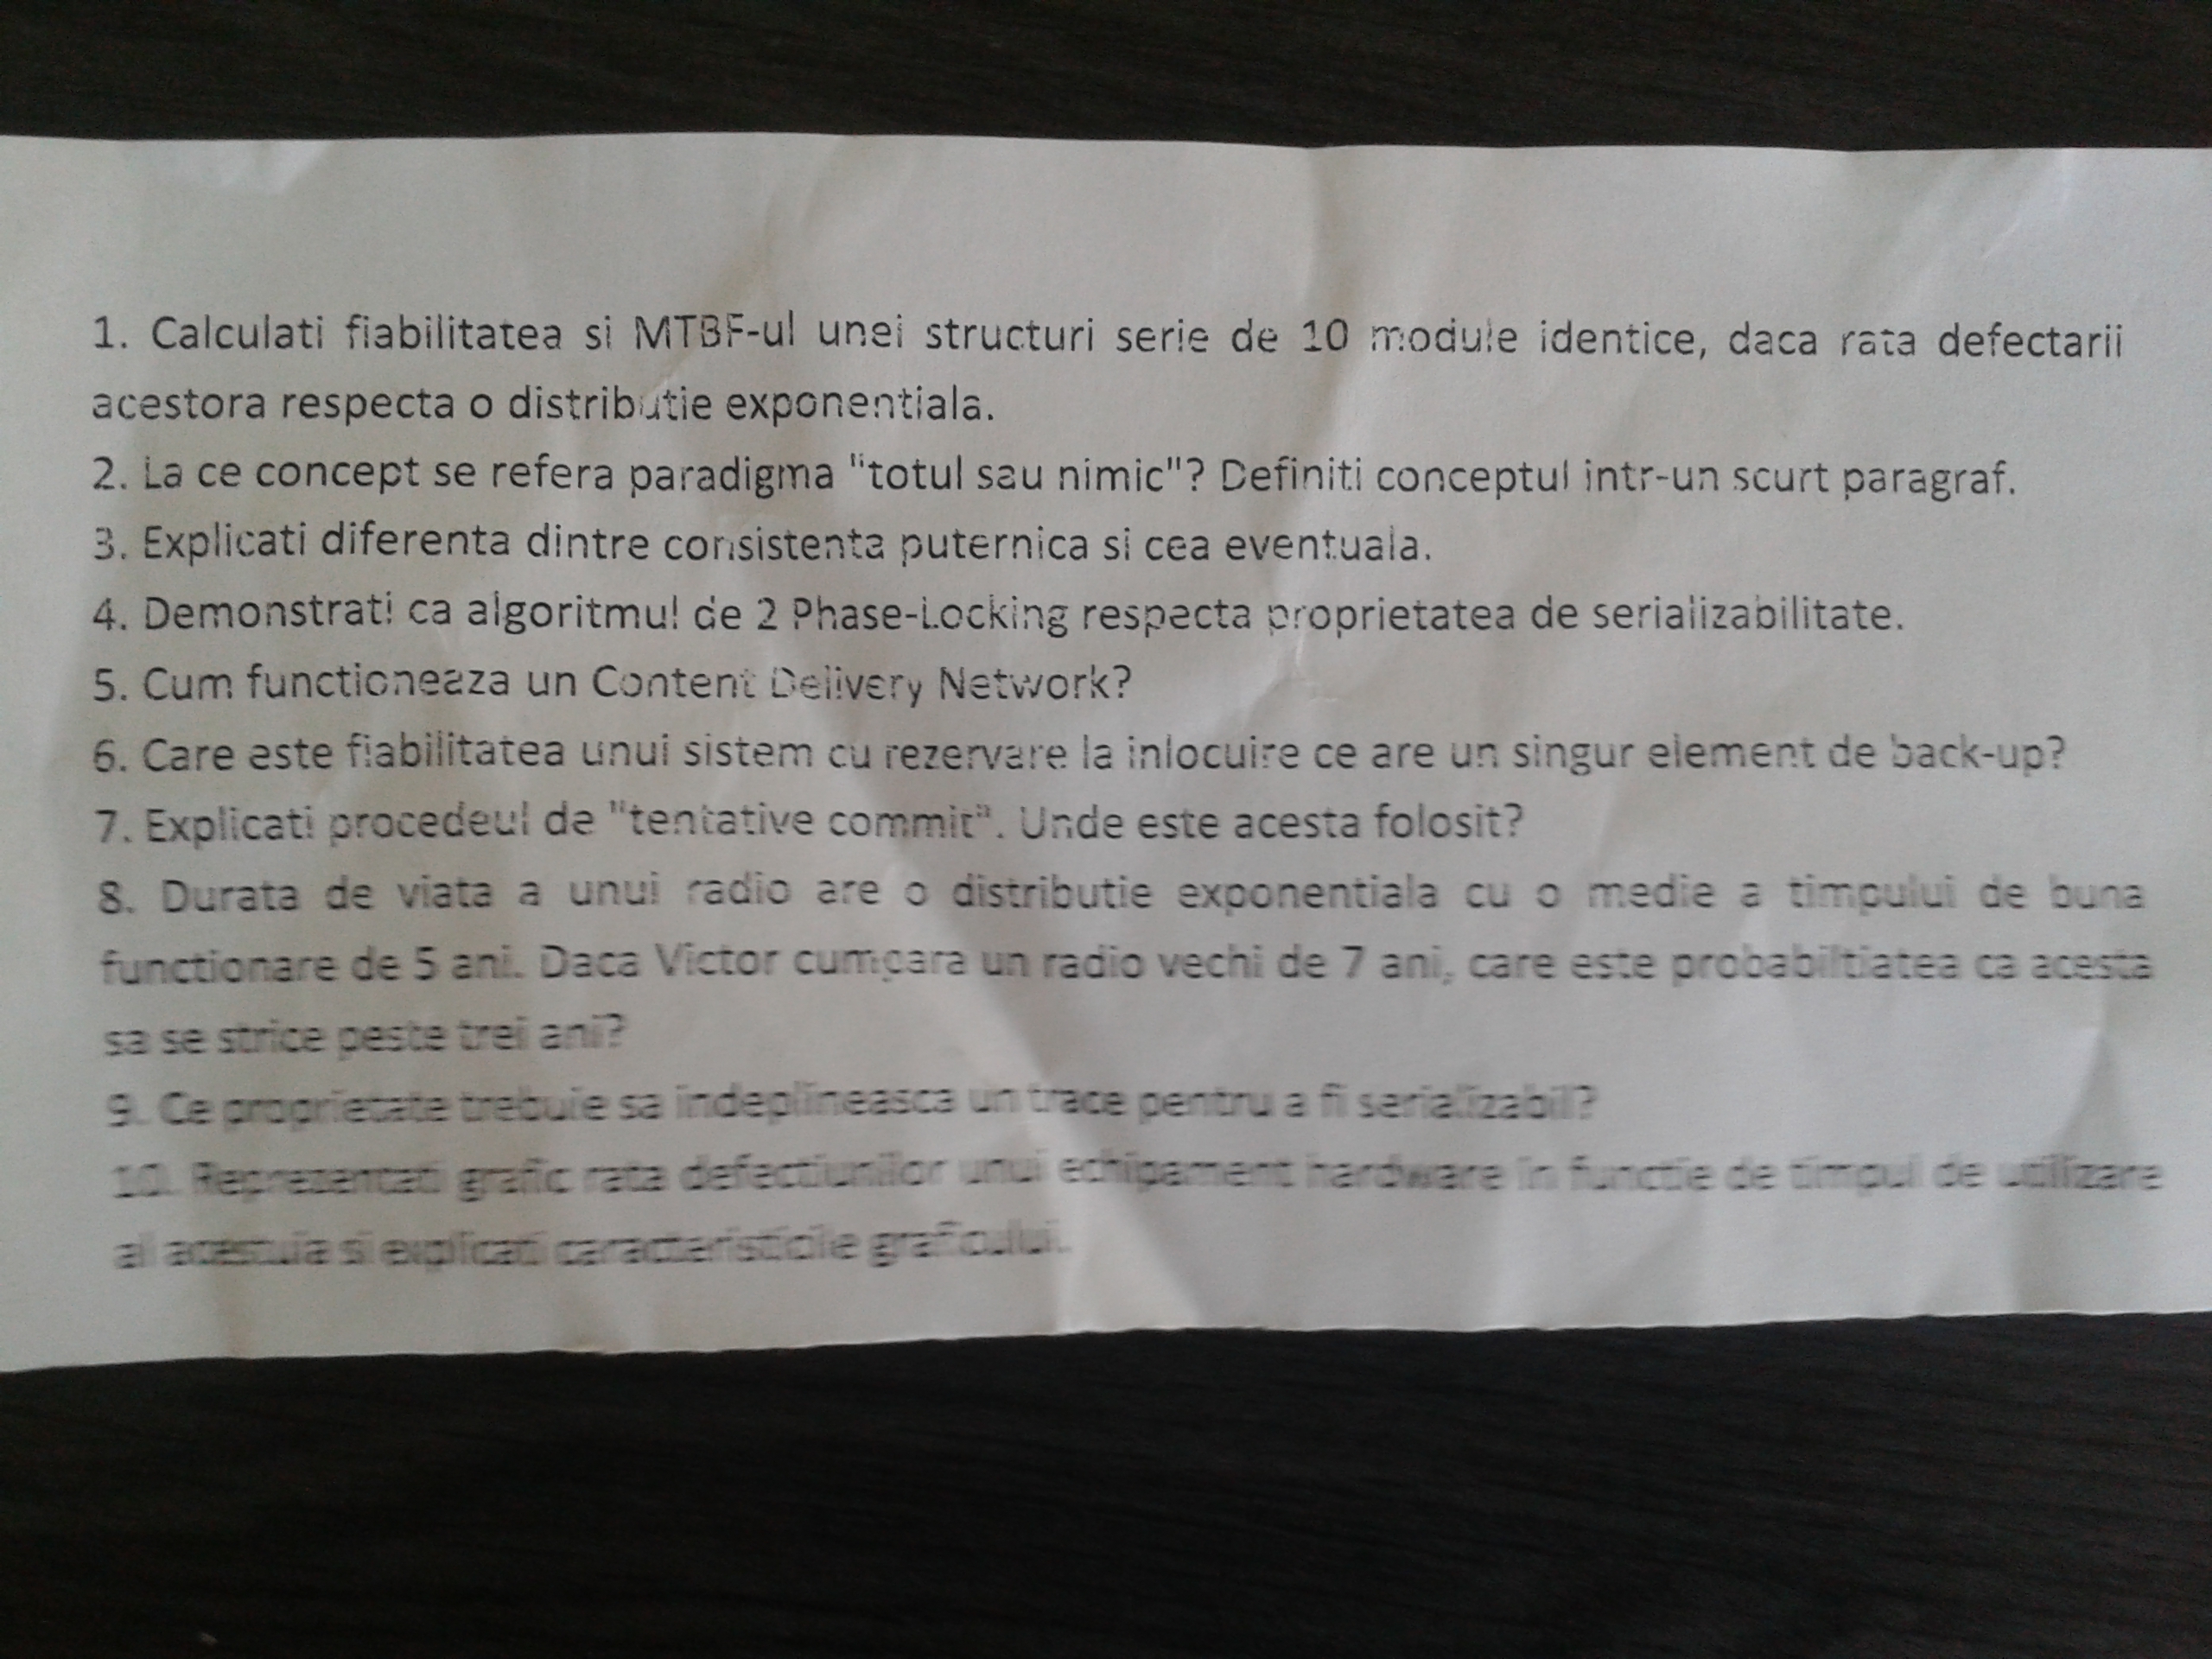 1. Calculati fiabilitatea si MTBF-ul unei structuri serie de 10 module identice, daca rata defectarii
acestora respecta o distributie exponentiala.
2. La ce concept se refera paradigma "totul sau nimic"? Definiti conceptul intr-un scurt paragraf.
3. Explicati diferenta dintre consistenta puternica si cea eventuala.
4. Demonstrati ca algoritmul de 2 Phase-Locking respecta proprietatea de serializabilitate.
5. Cum functioneaza un Content Delivery Network?
6. Care este fiabilitatea unui sistem cu rezervare la inlocuire ce are un singur element de back-up?
7. Explicati procedeul de "tentative commit". Unde este acesta folosit?
8. Durata de viata a unui radio are o distributie exponentiala cu o medie a timpului de buna
functionare de 5 ani. Daca Victor cumpara un radio vechi de 7 ani, care este probabiltiatea ca acesta
sa se strice peste trei ani?
9. Ce proprietate trebuie sa indeplineasca un trace pentru a fi serializabil?
10. Reprezentati grafic rata defectiunilor unui echipament hardware in functie de timpul de utilizare
al acestuia si explicati caracteristicile graficului.